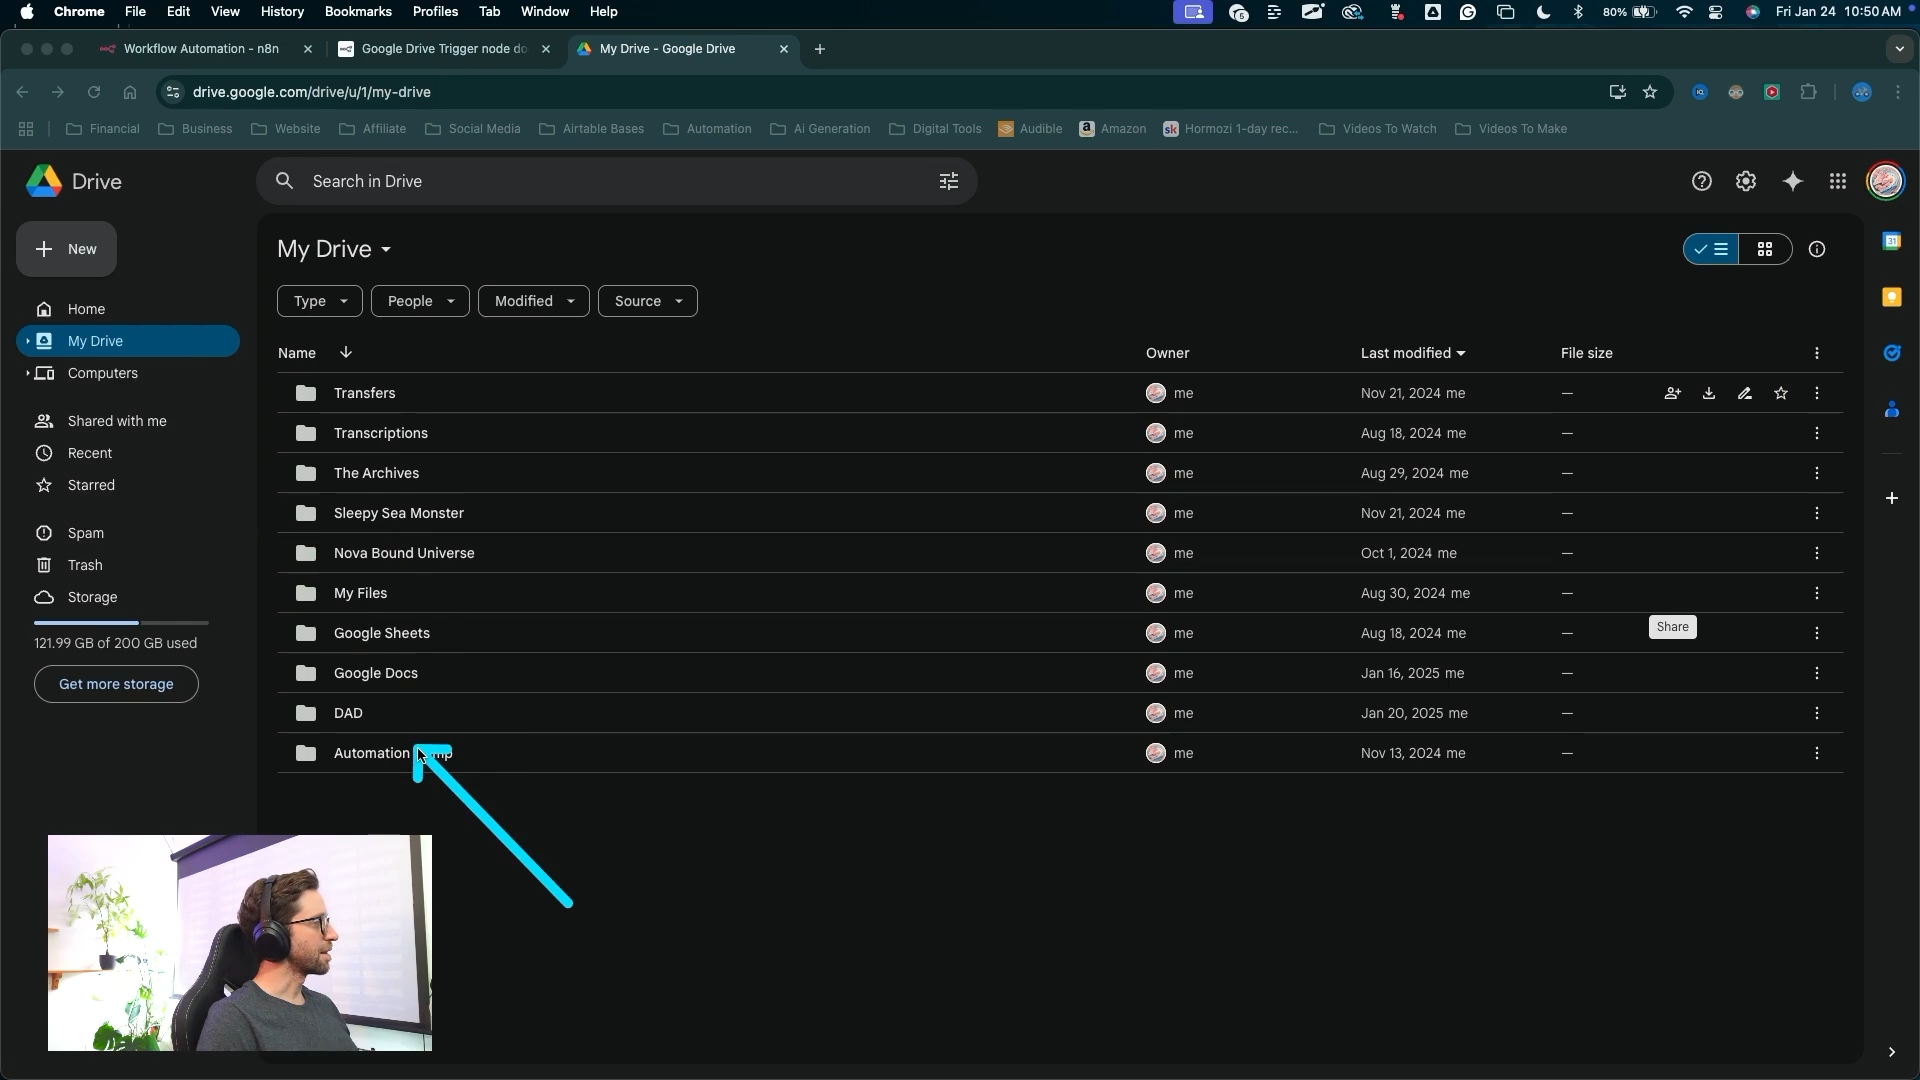 Chrome File Edit View History Bookmarks Profiles Tab Window Help 80% Fri Jan 24 10:50 AM
Workflow Automation - n8n Google Drive Trigger node do My Drive - Google Drive
drive.google.com/drive/u/1/my-drive
Financial Business Website Affiliate Social Media Airtable Bases Automation Ai Generation Digital Tools Audible Amazon Hormozi 1-day rec... Videos To Watch Videos To Make
Drive
Search in Drive
New
My Drive
Home
My Drive
Computers
Shared with me
Recent
Starred
Spam
Trash
Storage
121.99 GB of 200 GB used
Get more storage
Type People Modified Source
Name Owner Last modified File size
Transfers me Nov 21, 2024 me —
Transcriptions me Aug 18, 2024 me —
The Archives me Aug 29, 2024 me —
Sleepy Sea Monster me Nov 21, 2024 me —
Nova Bound Universe me Oct 1, 2024 me —
My Files me Aug 30, 2024 me —
Google Sheets me Aug 18, 2024 me —
Share
Google Docs me Jan 16, 2025 me —
DAD me Jan 20, 2025 me —
Automation me Nov 13, 2024 me —